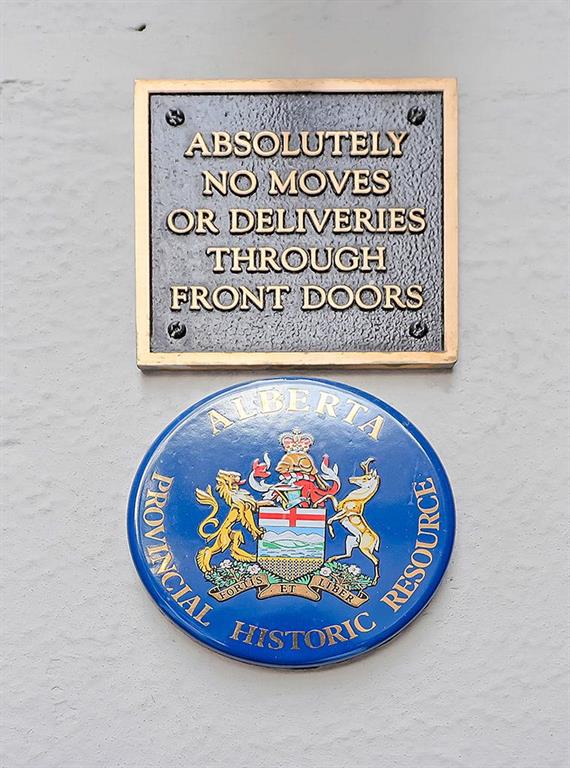 ABSOLUTELY
NO MOVES
OR DELIVERIES
THROUGH
FRONT DOORS
ALBERTA
PROVINCIAL HISTORIC RESOURCE
FORTIS ET LIBER